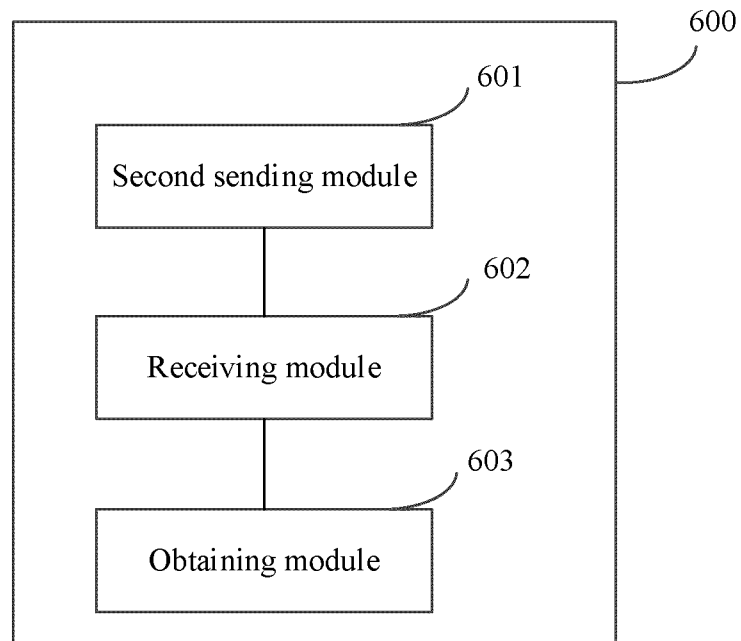 600
601
Second sending module
602
Receiving module
603
Obtaining module